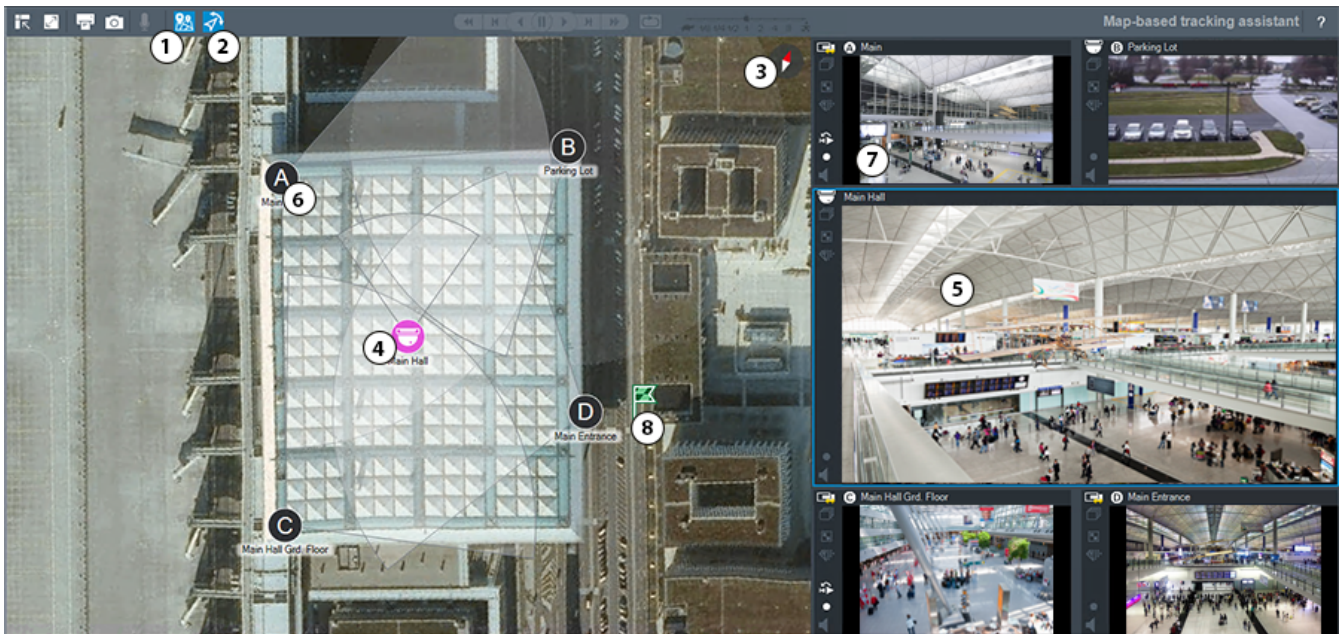 Map-based tracking assistant ?
1
2
3
A Main
B Parking Lot
7
B
Parking Lot
A
Main
6
Main Hall
5
4
Main Hall
8
D
Main Entrance
C
Main Hall Grd. Floor
C Main Hall Grd. Floor
D Main Entrance